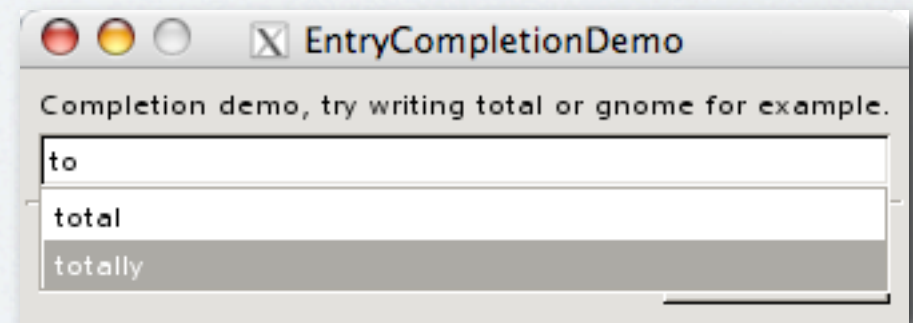 EntryCompletionDemo
Completion demo, try writing total or gnome for example.
to
total
totally